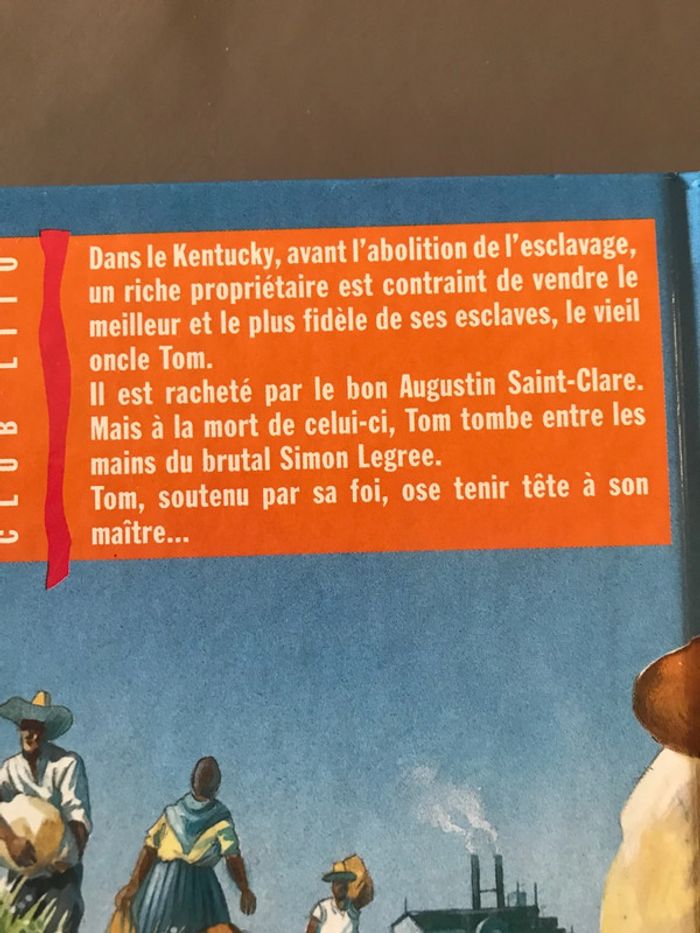 Dans le Kentucky, avant l'abolition de l'esclavage,
un riche propriétaire est contraint de vendre le
meilleur et le plus fidèle de ses esclaves, le vieil
oncle Tom.
Il est racheté par le bon Augustin Saint-Clare.
Mais à la mort de celui-ci, Tom tombe entre les
mains du brutal Simon Legree.
Tom, soutenu par sa foi, ose tenir tête à son
maître...
CLUB